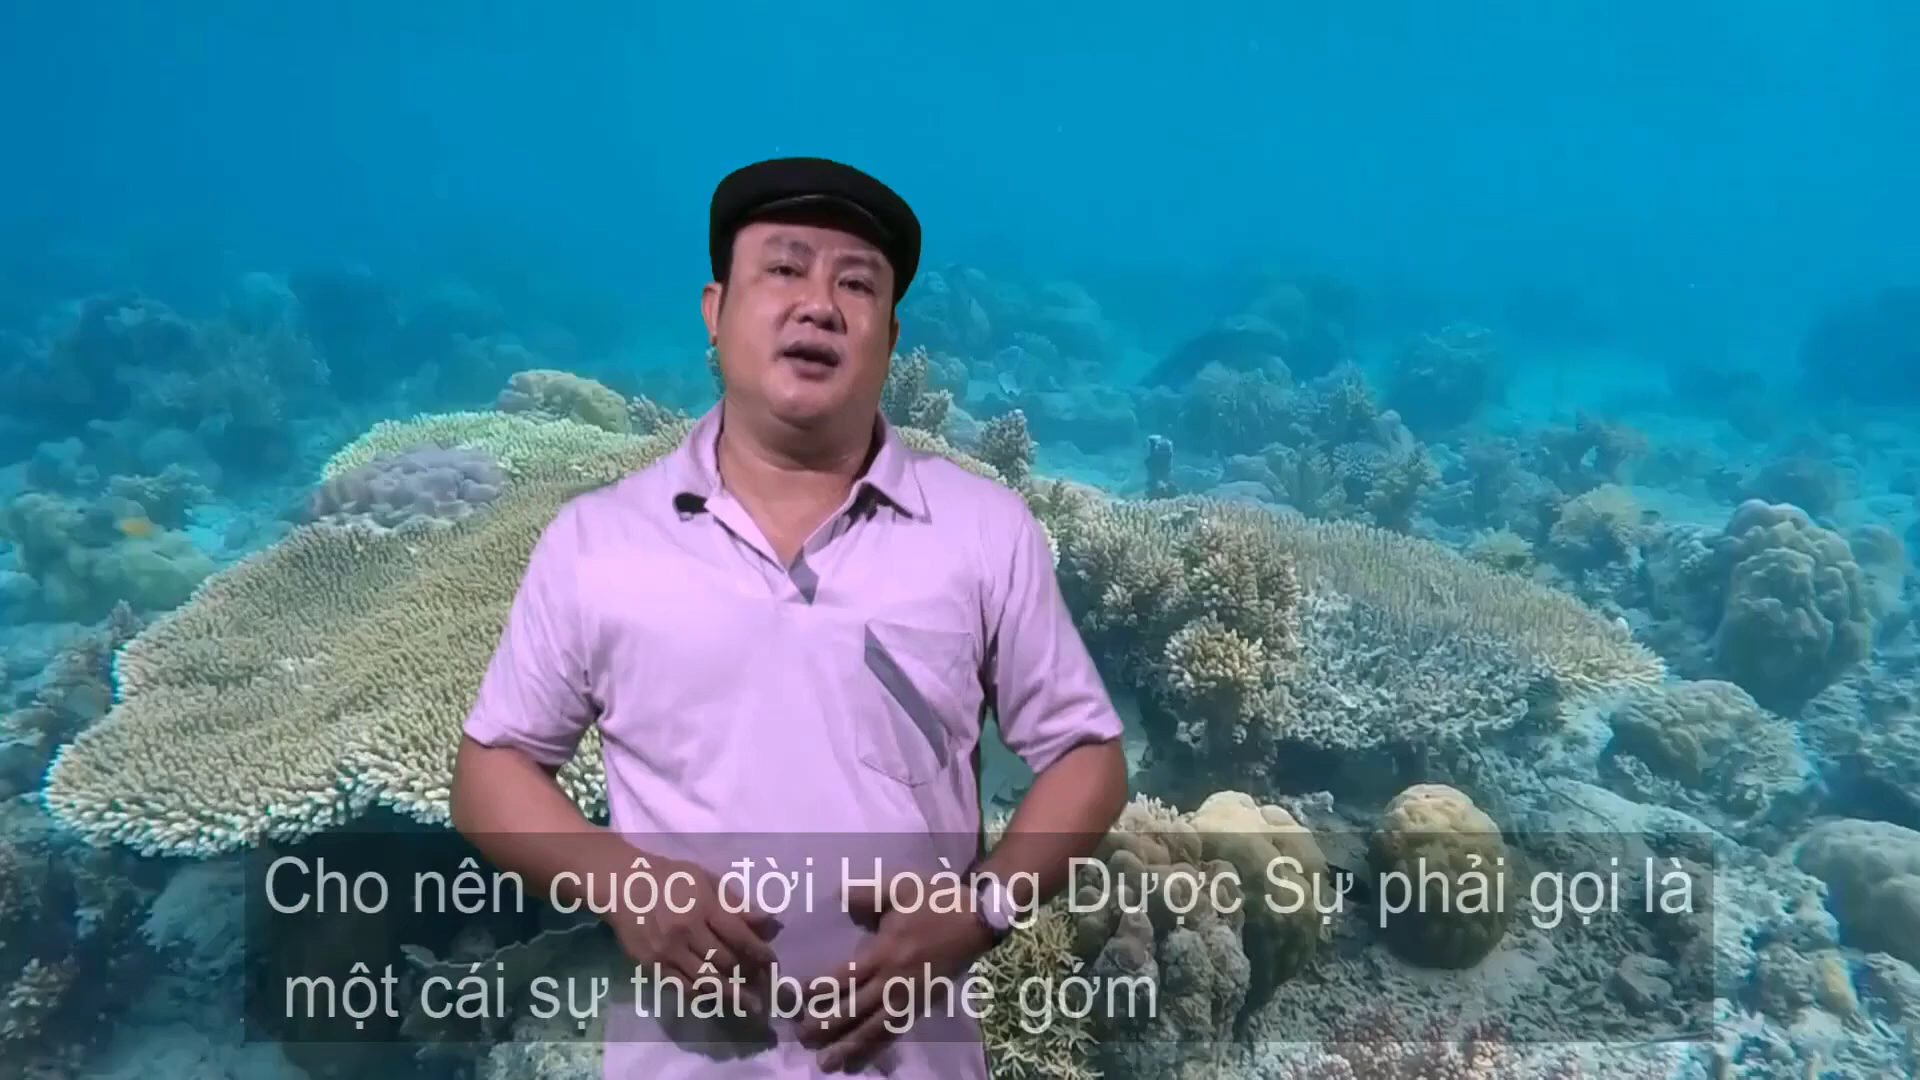 Cho nên cuộc đời Hoàng Dược Sự phải gọi là
một cái sự thất bại ghê gớm